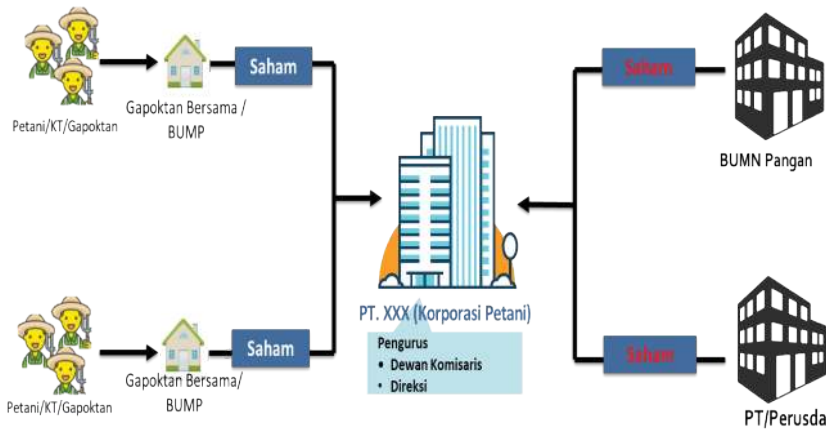 Saham
Saham
Petani/KT/Gapoktan
Gapoktan Bersama /
BUMP
BUMN Pangan
PT. XXX (Korporasi Petani)
Pengurus
• Dewan Komisaris
• Direksi
Saham
Saham
Petani/KT/Gapoktan
Gapoktan Bersama/
BUMP
PT/Perusda